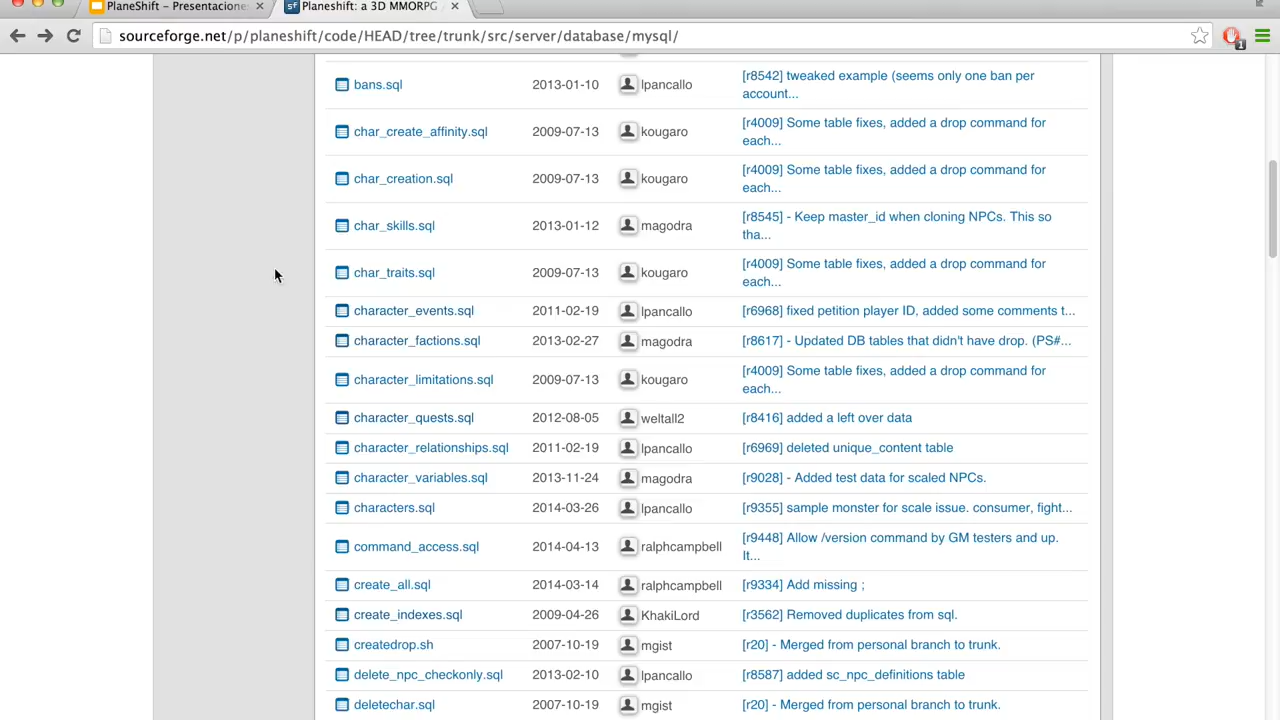 PlaneShift – Presentaciones ×
sf Planeshift: a 3D MMORPG ×
sourceforge.net/p/planeshift/code/HEAD/tree/trunk/src/server/database/mysql/
1
bans.sql 2013-01-10 lpancallo [r8542] tweaked example (seems only one ban per
account...
char_create_affinity.sql 2009-07-13 kougaro [r4009] Some table fixes, added a drop command for
each...
char_creation.sql 2009-07-13 kougaro [r4009] Some table fixes, added a drop command for
each...
char_skills.sql 2013-01-12 magodra [r8545] - Keep master_id when cloning NPCs. This so
tha...
char_traits.sql 2009-07-13 kougaro [r4009] Some table fixes, added a drop command for
each...
character_events.sql 2011-02-19 lpancallo [r6968] fixed petition player ID, added some comments t...
character_factions.sql 2013-02-27 magodra [r8617] - Updated DB tables that didn't have drop. (PS#...
character_limitations.sql 2009-07-13 kougaro [r4009] Some table fixes, added a drop command for
each...
character_quests.sql 2012-08-05 weltall2 [r8416] added a left over data
character_relationships.sql 2011-02-19 lpancallo [r6969] deleted unique_content table
character_variables.sql 2013-11-24 magodra [r9028] - Added test data for scaled NPCs.
characters.sql 2014-03-26 lpancallo [r9355] sample monster for scale issue. consumer, fight...
command_access.sql 2014-04-13 ralphcampbell [r9448] Allow /version command by GM testers and up.
It...
create_all.sql 2014-03-14 ralphcampbell [r9334] Add missing ;
create_indexes.sql 2009-04-26 KhakiLord [r3562] Removed duplicates from sql.
createdrop.sh 2007-10-19 mgist [r20] - Merged from personal branch to trunk.
delete_npc_checkonly.sql 2013-02-10 lpancallo [r8587] added sc_npc_definitions table
deletechar.sql 2007-10-19 mgist [r20] - Merged from personal branch to trunk.